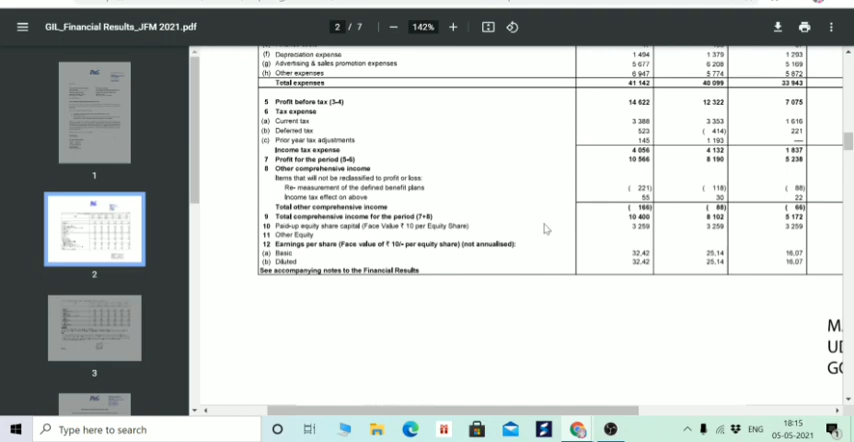 GIL_Financial Results_JFM 2021.pdf
2 / 7
142%
(f) Depreciation expense 1 494 1 379 1 293
(g) Advertising & sales promotion expenses 5 677 6 208 5 169
(h) Other expenses 6 947 5 774 5 872
Total expenses 41 142 40 099 33 943
5 Profit before tax (3-4) 14 622 12 322 7 075
6 Tax expense
(a) Current tax 3 388 3 353 1 616
(b) Deferred tax 523 ( 414) 221
(c) Prior year tax adjustments 145 1 193 —
Income tax expense 4 056 4 132 1 837
7 Profit for the period (5-6) 10 566 8 190 5 238
8 Other comprehensive income
Items that will not be reclassified to profit or loss:
Re- measurement of the defined benefit plans ( 221) ( 118) ( 88)
Income tax effect on above 55 30 22
Total other comprehensive income ( 166) ( 88) ( 66)
9 Total comprehensive income for the period (7+8) 10 400 8 102 5 172
10 Paid-up equity share capital (Face Value ₹ 10 per Equity Share) 3 259 3 259 3 259
11 Other Equity
12 Earnings per share (Face value of ₹ 10/- per equity share) (not annualised):
(a) Basic 32.42 25.14 16.07
(b) Diluted 32.42 25.14 16.07
See accompanying notes to the Financial Results
P&G
1
2
3
P&G
M
UD
GO
Type here to search
ENG
18:15
05-05-2021